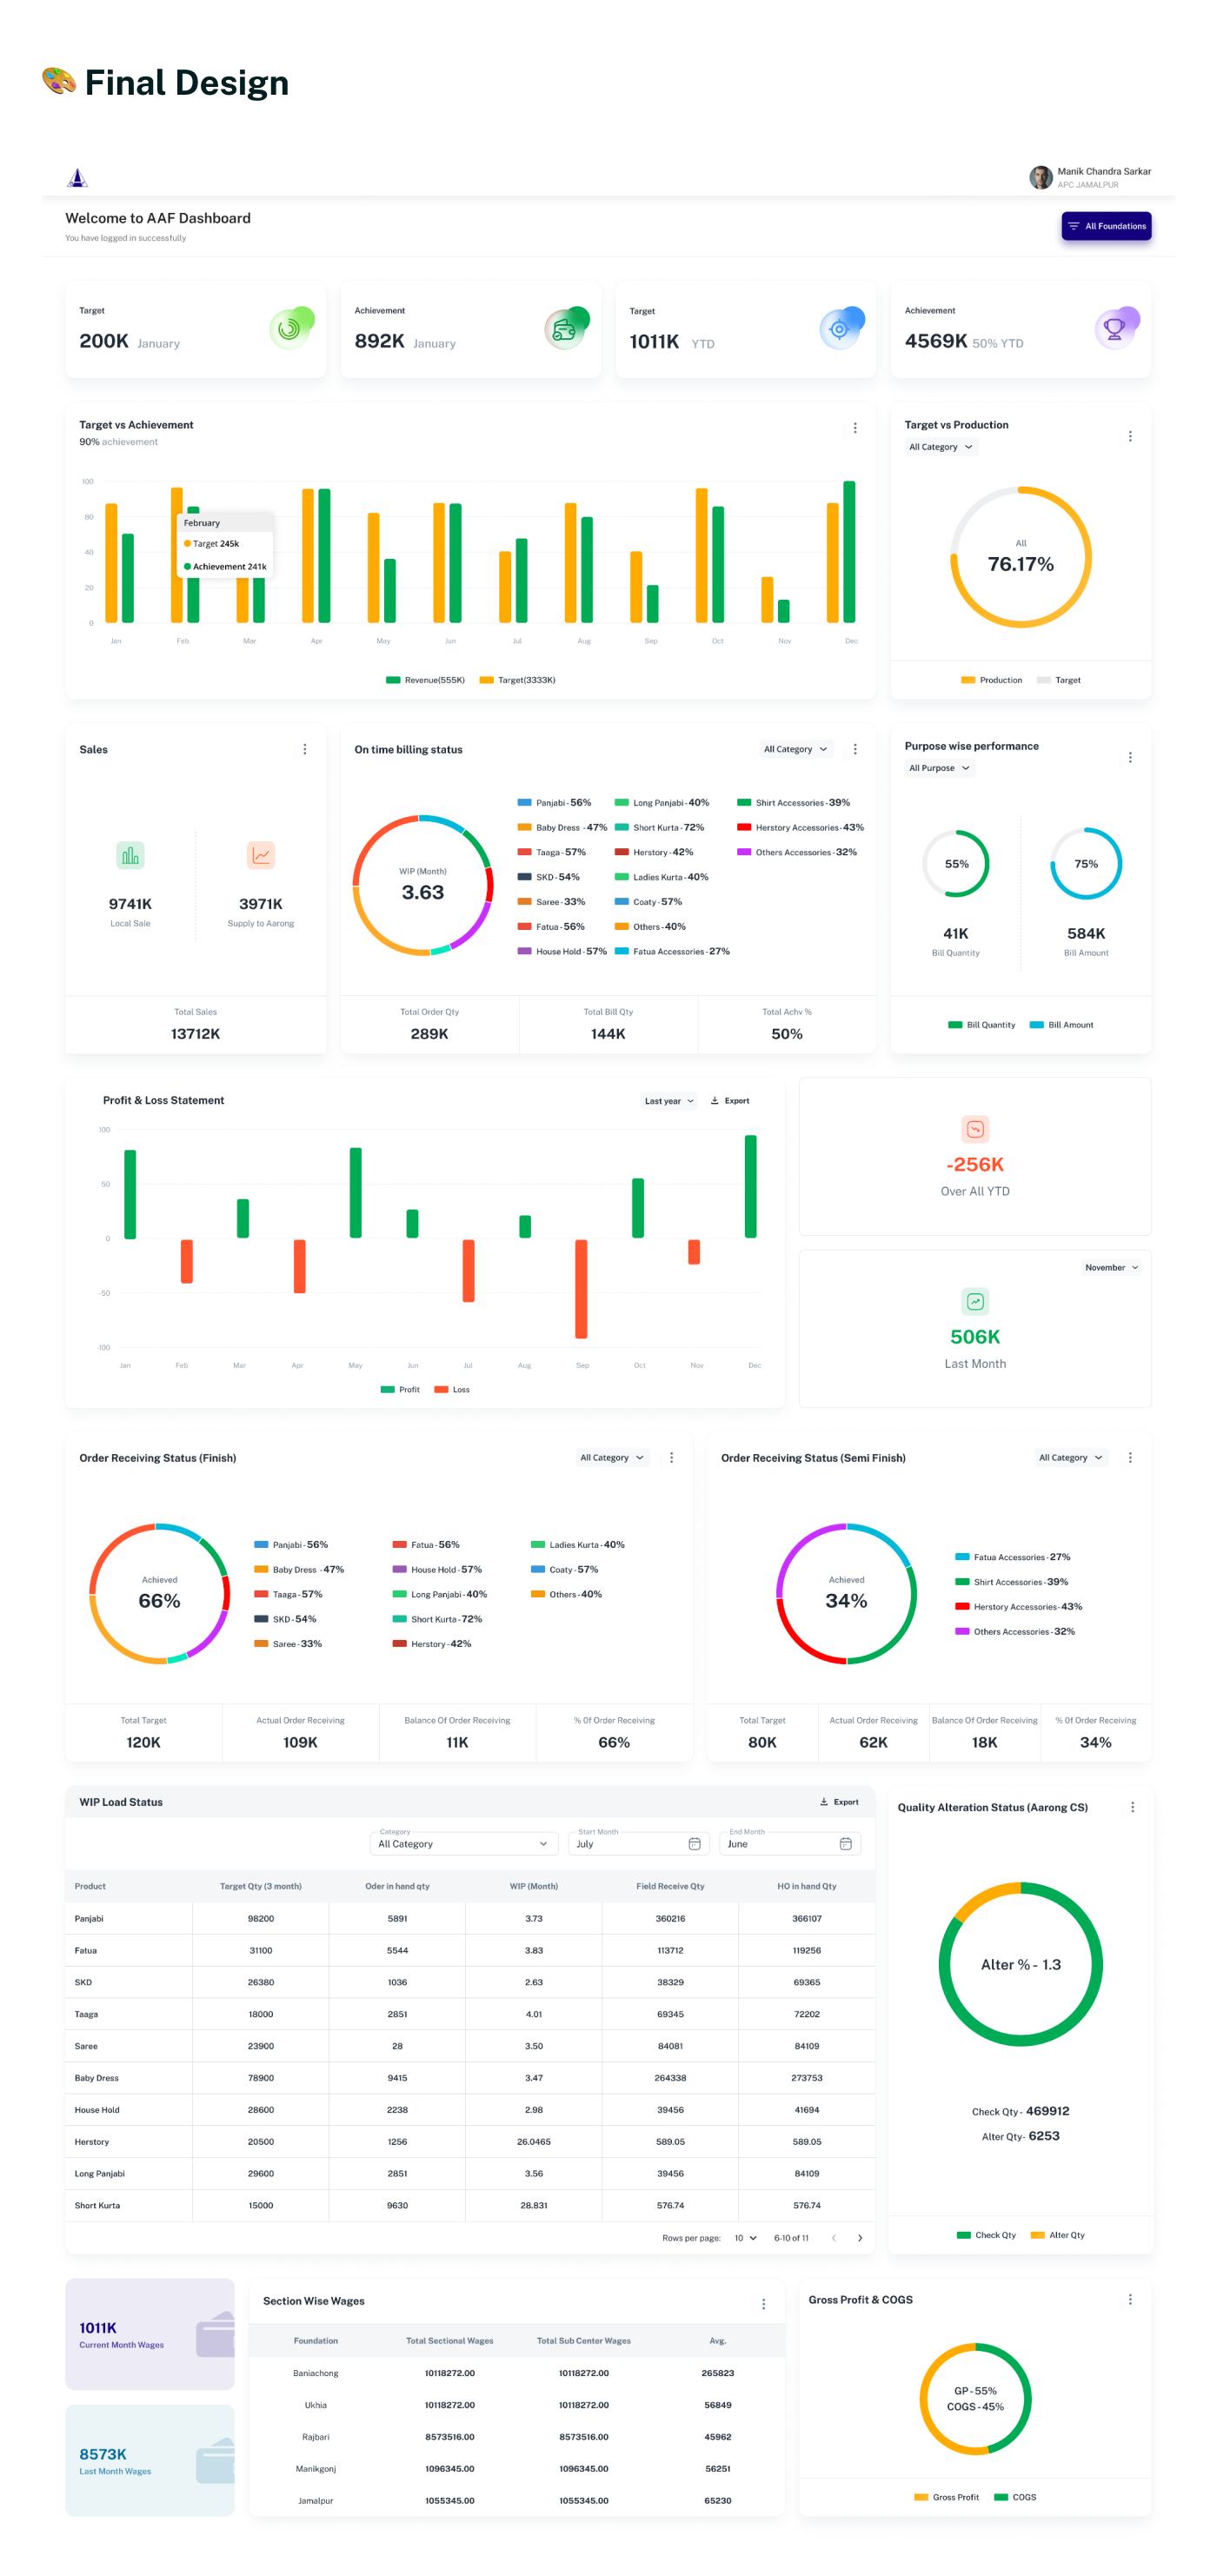 Final Design
Manik Chandra Sarkar
APC JAMALPUR
Welcome to AAF Dashboard
You have logged in successfully
All Foundations
Target
200K January
Achievement
892K January
Target
1011K YTD
Achievement
4569K 50% YTD
Target vs Achievement
90% achievement
100
80
40
20
0
February
Target 245k
Achievement 241k
Jan Feb Mar Apr May Jun Jul Aug Sep Oct Nov Dec
Revenue(555K) Target(3333K)
Target vs Production
All Category
All
76.17%
Production Target
Sales
9741K
Local Sale
3971K
Supply to Aarong
Total Sales
13712K
On time billing status
All Category
WIP (Month)
3.63
Panjabi - 56% Long Panjabi - 40% Shirt Accessories - 39%
Baby Dress - 47% Short Kurta - 72% Herstory Accessories - 43%
Taaga - 57% Herstory - 42% Others Accessories - 32%
SKD - 54% Ladies Kurta - 40%
Saree - 33% Coaty - 57%
Fatua - 56% Others - 40%
House Hold - 57% Fatua Accessories - 27%
Total Order Qty
289K
Total Bill Qty
144K
Total Achv %
50%
Purpose wise performance
All Purpose
55%
41K
Bill Quantity
75%
584K
Bill Amount
Bill Quantity Bill Amount
Profit & Loss Statement
Last year
Export
100
50
0
-50
-100
Jan Feb Mar Apr May Jun Jul Aug Sep Oct Nov Dec
Profit Loss
-256K
Over All YTD
November
506K
Last Month
Order Receiving Status (Finish)
All Category
Achieved
66%
Panjabi - 56% Fatua - 56% Ladies Kurta - 40%
Baby Dress - 47% House Hold - 57% Coaty - 57%
Taaga - 57% Long Panjabi - 40% Others - 40%
SKD - 54% Short Kurta - 72%
Saree - 33% Herstory - 42%
Total Target
120K
Actual Order Receiving
109K
Balance Of Order Receiving
11K
% Of Order Receiving
66%
Order Receiving Status (Semi Finish)
All Category
Achieved
34%
Fatua Accessories - 27%
Shirt Accessories - 39%
Herstory Accessories - 43%
Others Accessories - 32%
Total Target
80K
Actual Order Receiving
62K
Balance Of Order Receiving
18K
% Of Order Receiving
34%
WIP Load Status
Export
Category
All Category
Start Month
July
End Month
June
Product Target Qty (3 month) Oder in hand qty WIP (Month) Field Receive Qty HO in hand Qty
Panjabi 98200 5891 3.73 360216 366107
Fatua 31100 5544 3.83 113712 119256
SKD 26380 1036 2.63 38329 69365
Taaga 18000 2851 4.01 69345 72202
Saree 23900 28 3.50 84081 84109
Baby Dress 78900 9415 3.47 264338 273753
House Hold 28600 2238 2.98 39456 41694
Herstory 20500 1256 26.0465 589.05 589.05
Long Panjabi 29600 2851 3.56 39456 84109
Short Kurta 15000 9630 28.831 576.74 576.74
Rows per page: 10 6-10 of 11
Quality Alteration Status (Aarong CS)
Alter % - 1.3
Check Qty - 469912
Alter Qty- 6253
Check Qty Alter Qty
1011K
Current Month Wages
8573K
Last Month Wages
Section Wise Wages
Foundation Total Sectional Wages Total Sub Center Wages Avg.
Baniachong 10118272.00 10118272.00 265823
Ukhia 10118272.00 10118272.00 56849
Rajbari 8573516.00 8573516.00 45962
Manikgonj 1096345.00 1096345.00 56251
Jamalpur 1055345.00 1055345.00 65230
Gross Profit & COGS
GP - 55%
COGS - 45%
Gross Profit COGS